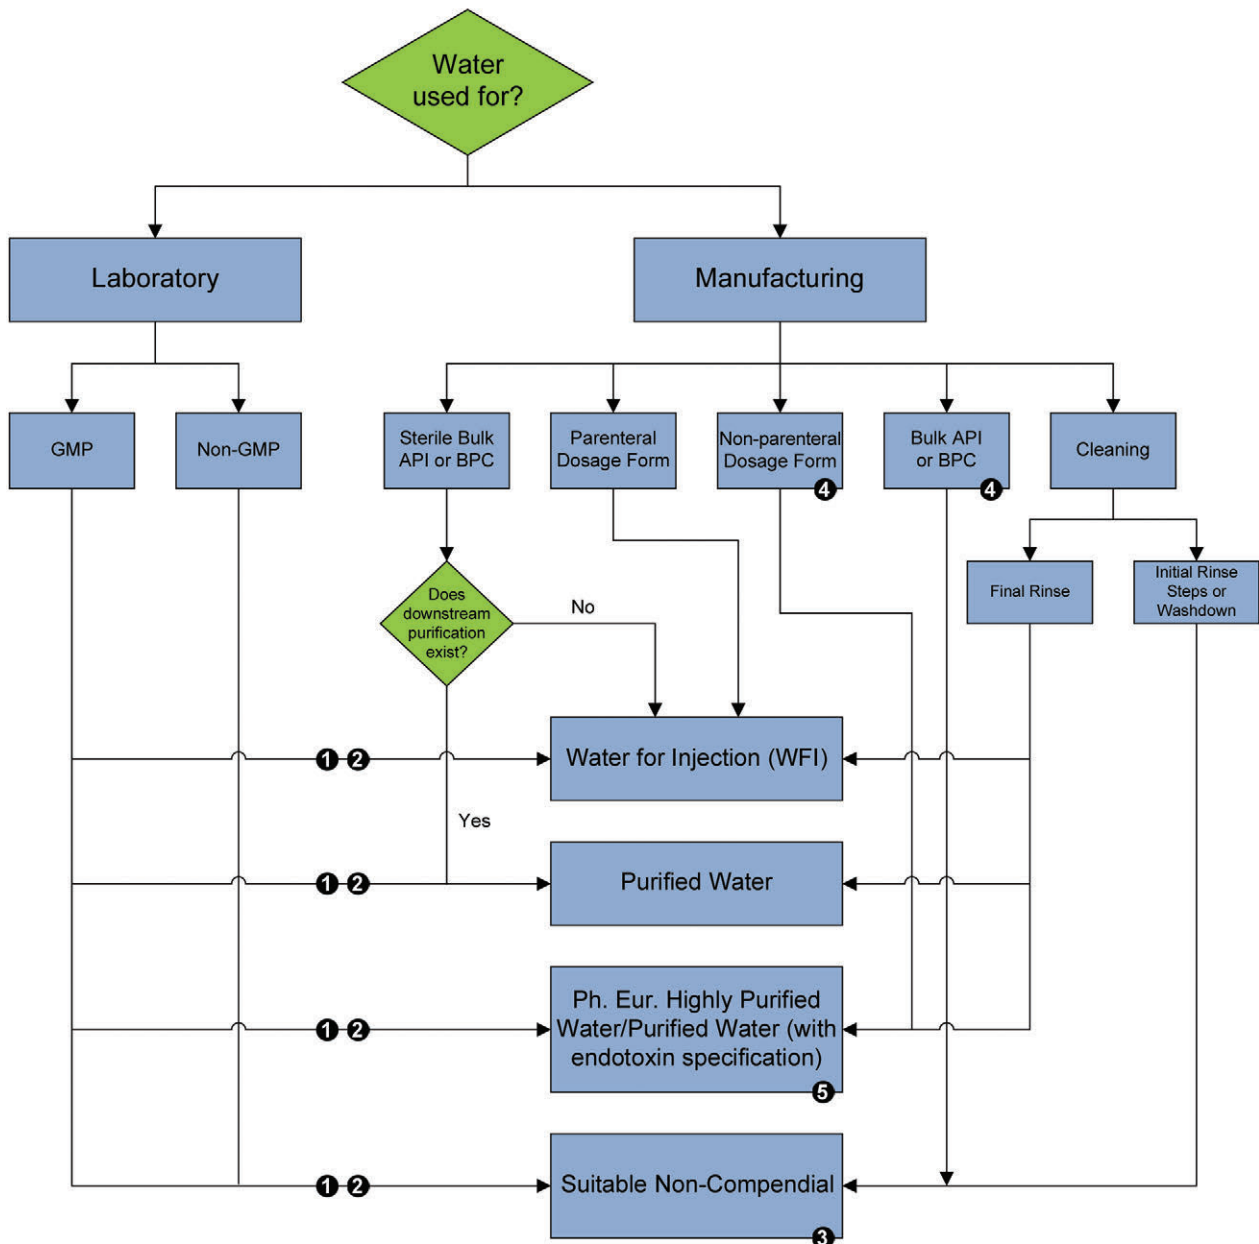 Water
used for?
Laboratory
Manufacturing
GMP
Non-GMP
Sterile Bulk
API or BPC
Parenteral
Dosage Form
Non-parenteral
Dosage Form
4
Bulk API
or BPC
4
Cleaning
Final Rinse
Initial Rinse
Steps or
Washdown
Does
downstream
purification
exist?
No
Yes
1 2
Water for Injection (WFI)
1 2
Purified Water
1 2
Ph. Eur. Highly Purified
Water/Purified Water (with
endotoxin specification)
5
1 2
Suitable Non-Compendial
3